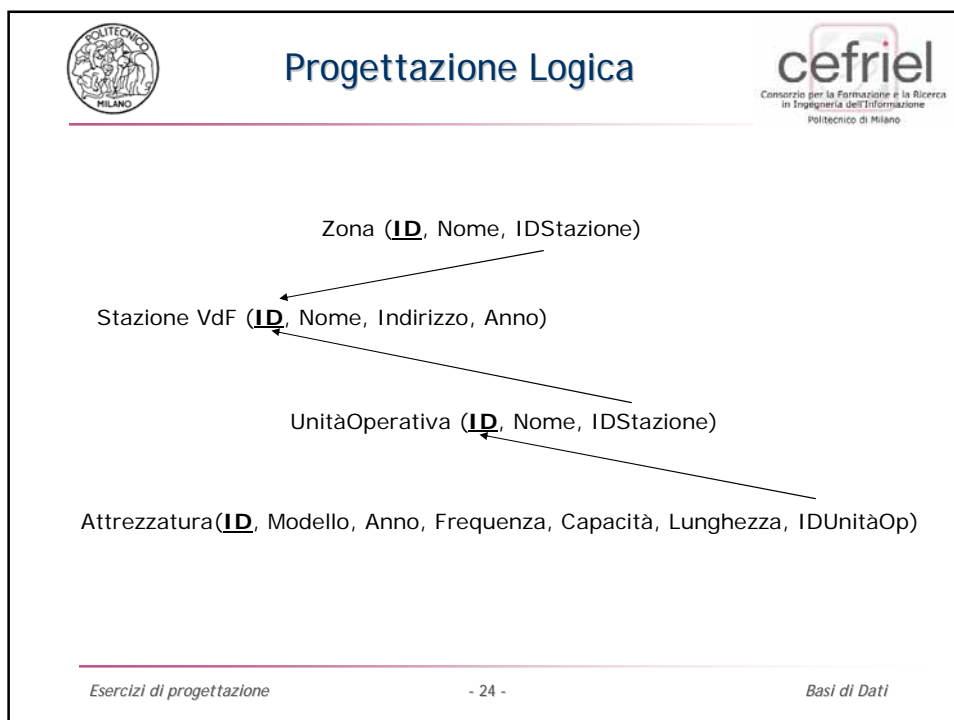 POLITECNICO
MILANO
Progettazione Logica
cefriel
Consorzio per la Formazione e la Ricerca
in Ingegneria dell'Informazione
Politecnico di Milano
Zona (ID, Nome, IDStazione)
Stazione VdF (ID, Nome, Indirizzo, Anno)
UnitàOperativa (ID, Nome, IDStazione)
Attrezzatura(ID, Modello, Anno, Frequenza, Capacità, Lunghezza, IDUnitàOp)
Esercizi di progettazione
- 24 -
Basi di Dati